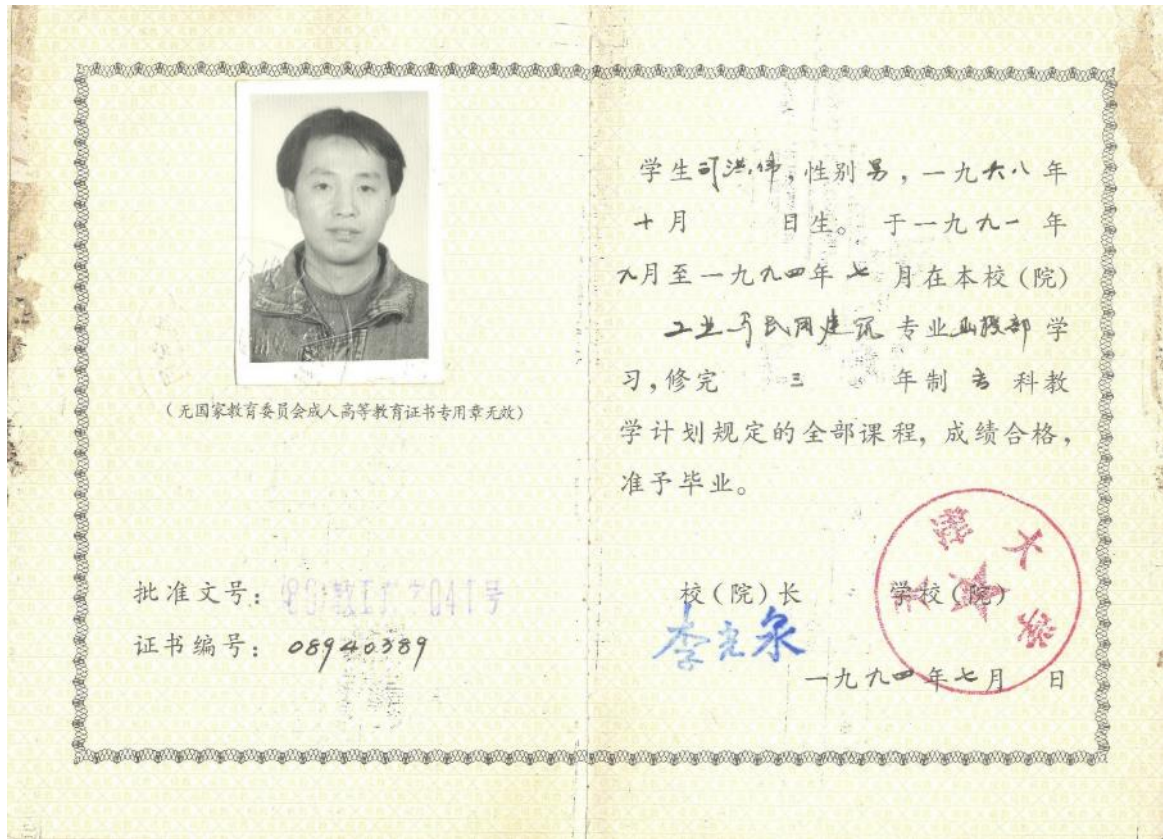 (无国家教育委员会成人高等教育证书专用章无效)
批准文号:
证书编号: 08940389
学生 洪伟,性别男,一九六八年
十月 日生。 于一九九一年
九月至一九九四年七月在本校(院)
工业与民用建筑 专业函授部学
习,修完 三 年制 专 科教
学计划规定的全部课程,成绩合格,
准予毕业。
校(院)长 学校(院)
大学
一九九四年七月 日